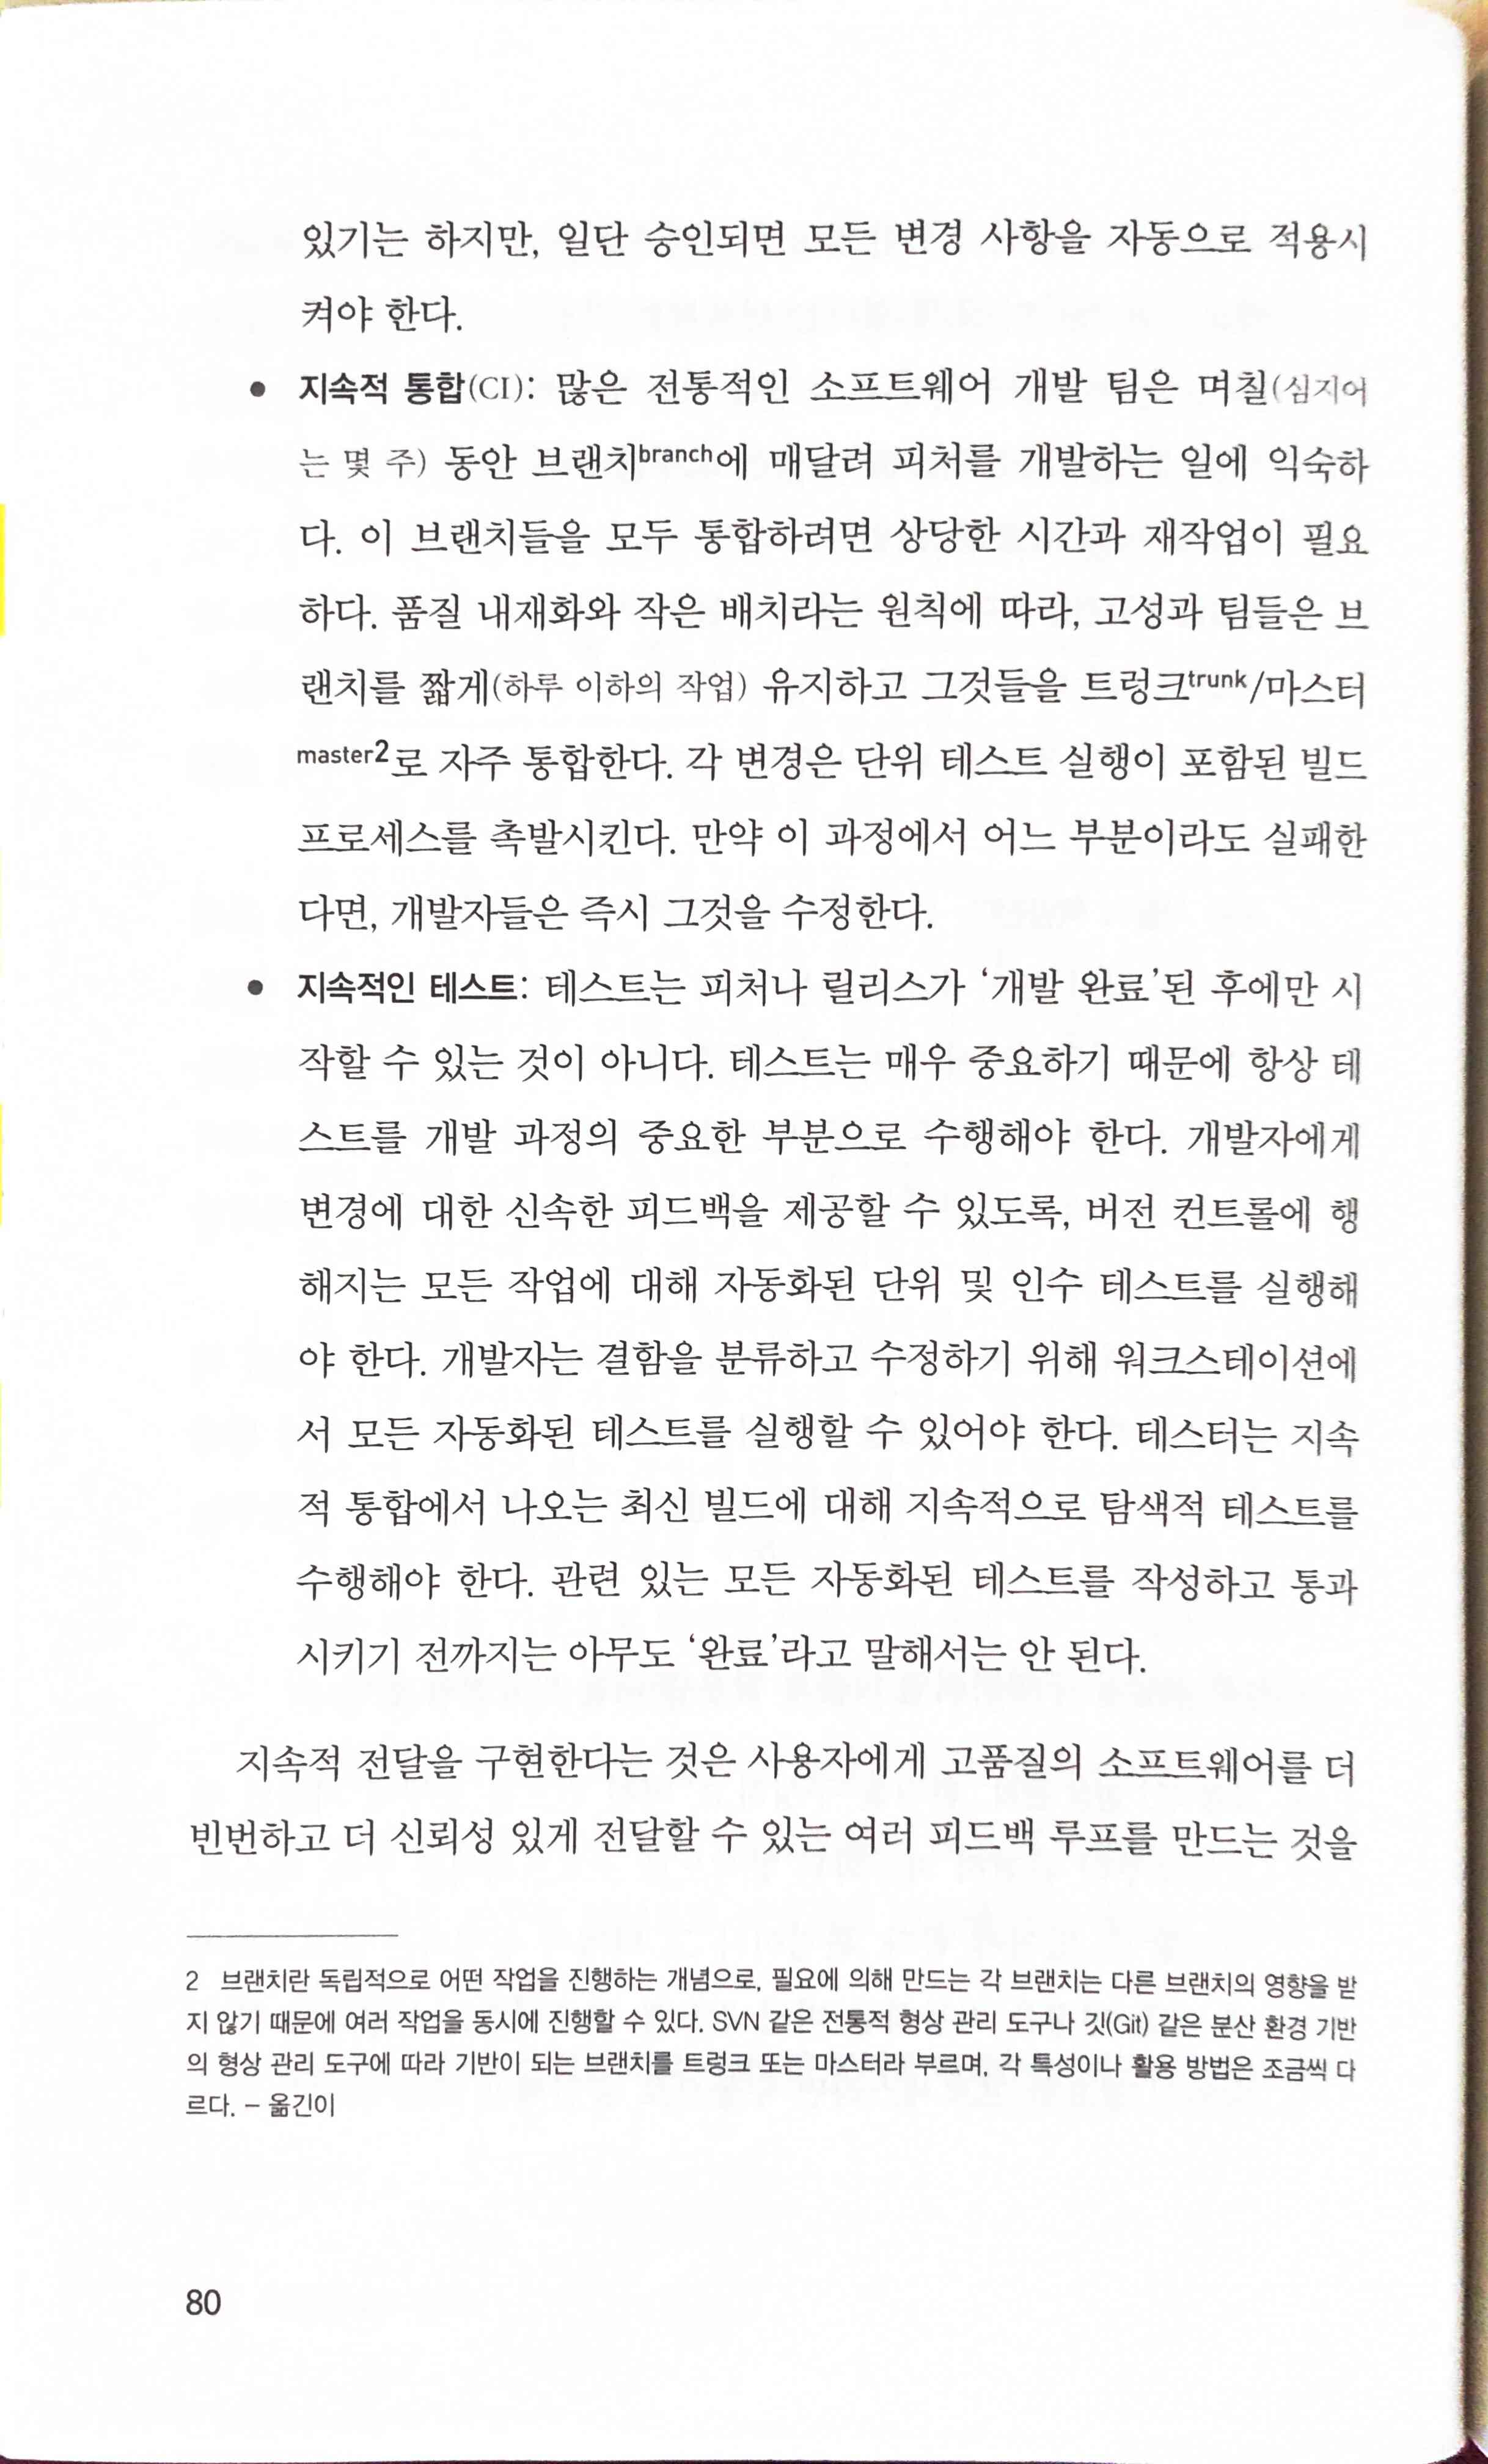 있기는 하지만, 일단 승인되면 모든 변경 사항을 자동으로 적용시
켜야 한다.
● 지속적 통합(CI): 많은 전통적인 소프트웨어 개발 팀은 며칠(심지어
는 몇 주) 동안 브랜치branch에 매달려 피처를 개발하는 일에 익숙하
다. 이 브랜치들을 모두 통합하려면 상당한 시간과 재작업이 필요
하다. 품질 내재화와 작은 배치라는 원칙에 따라, 고성과 팀들은 브
랜치를 짧게(하루 이하의 작업) 유지하고 그것들을 트렁크trunk/마스터
master2로 자주 통합한다. 각 변경은 단위 테스트 실행이 포함된 빌드
프로세스를 촉발시킨다. 만약 이 과정에서 어느 부분이라도 실패한
다면, 개발자들은 즉시 그것을 수정한다.
● 지속적인 테스트: 테스트는 피처나 릴리스가 ‘개발 완료’된 후에만 시
작할 수 있는 것이 아니다. 테스트는 매우 중요하기 때문에 항상 테
스트를 개발 과정의 중요한 부분으로 수행해야 한다. 개발자에게
변경에 대한 신속한 피드백을 제공할 수 있도록, 버전 컨트롤에 행
해지는 모든 작업에 대해 자동화된 단위 및 인수 테스트를 실행해
야 한다. 개발자는 결함을 분류하고 수정하기 위해 워크스테이션에
서 모든 자동화된 테스트를 실행할 수 있어야 한다. 테스터는 지속
적 통합에서 나오는 최신 빌드에 대해 지속적으로 탐색적 테스트를
수행해야 한다. 관련 있는 모든 자동화된 테스트를 작성하고 통과
시키기 전까지는 아무도 ‘완료’라고 말해서는 안 된다.
지속적 전달을 구현한다는 것은 사용자에게 고품질의 소프트웨어를 더
빈번하고 더 신뢰성 있게 전달할 수 있는 여러 피드백 루프를 만드는 것을
2 브랜치란 독립적으로 어떤 작업을 진행하는 개념으로, 필요에 의해 만드는 각 브랜치는 다른 브랜치의 영향을 받
지 않기 때문에 여러 작업을 동시에 진행할 수 있다. SVN 같은 전통적 형상 관리 도구나 깃(Git) 같은 분산 환경 기반
의 형상 관리 도구에 따라 기반이 되는 브랜치를 트렁크 또는 마스터라 부르며, 각 특성이나 활용 방법은 조금씩 다
르다. – 옮긴이
80